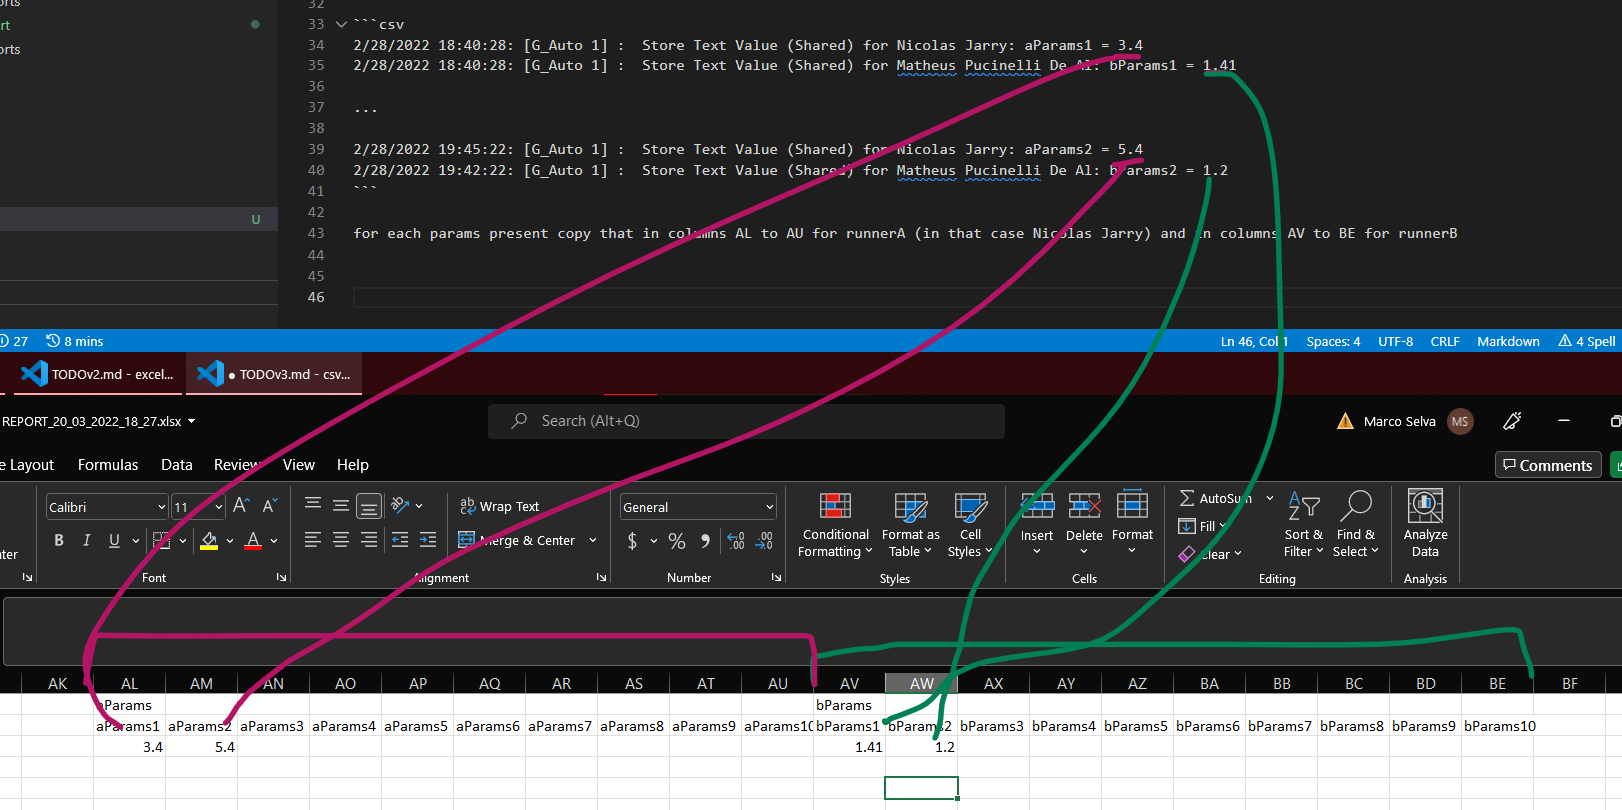 orts
32
rt
33 ```csv
orts
34 2/28/2022 18:40:28: [G_Auto 1] :  Store Text Value (Shared) for Nicolas Jarry: aParams1 = 3.4
35 2/28/2022 18:40:28: [G_Auto 1] :  Store Text Value (Shared) for Matheus Pucinelli De Al: bParams1 = 1.41
36
37 ...
38
39 2/28/2022 19:45:22: [G_Auto 1] :  Store Text Value (Shared) for Nicolas Jarry: aParams2 = 5.4
40 2/28/2022 19:42:22: [G_Auto 1] :  Store Text Value (Shared) for Matheus Pucinelli De Al: bParams2 = 1.2
41 ```
42
U
43 for each params present copy that in columns AL to AU for runnerA (in that case Nicolas Jarry) and in columns AV to BE for runnerB
44
45
46
27 8 mins Ln 46, Col 1 Spaces: 4 UTF-8 CRLF Markdown 4 Spell
TODOv2.md - excel... ● TODOv3.md - csv...
REPORT_20_03_2022_18_27.xlsx Search (Alt+Q) Marco Selva MS
e Layout Formulas Data Review View Help Comments
Calibri 11 A A ab Wrap Text General AutoSum
B I U A Merge & Center $ % Conditional Formatting Format as Table Cell Styles Insert Delete Format Fill Clear Sort & Filter Find & Select Analyze Data
ter
Font Alignment Number Styles Cells Editing Analysis
AK AL AM AN AO AP AQ AR AS AT AU AV AW AX AY AZ BA BB BC BD BE BF
aParams bParams
aParams1 aParams2 aParams3 aParams4 aParams5 aParams6 aParams7 aParams8 aParams9 aParams10 bParams1 bParams2 bParams3 bParams4 bParams5 bParams6 bParams7 bParams8 bParams9 bParams10
3.4 5.4 1.41 1.2